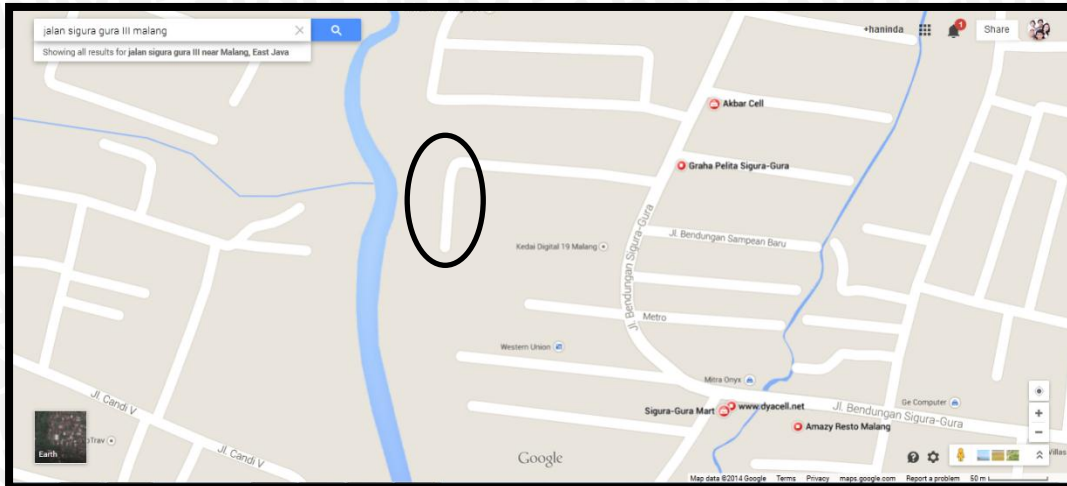 jalan sigura gura III malang
Showing all results for jalan sigura gura III near Malang, East Java
+haninda
1
Share
Akbar Cell
Graha Pelita Sigura-Gura
Jl. Bendungan Sigura-Gura
Jl. Bendungan Sampean Baru
Kedai Digital 19 Malang
Metro
Western Union
Mitra Onyx
Sigura-Gura Mart
www.dyacell.net
Jl. Bendungan Sigura-Gura
Ge Computer
Amazy Resto Malang
Jl. Candi V
Jl. Candi V
oTrav
Earth
Villas
Google
Map data ©2014 Google Terms Privacy maps.google.com Report a problem 50 m